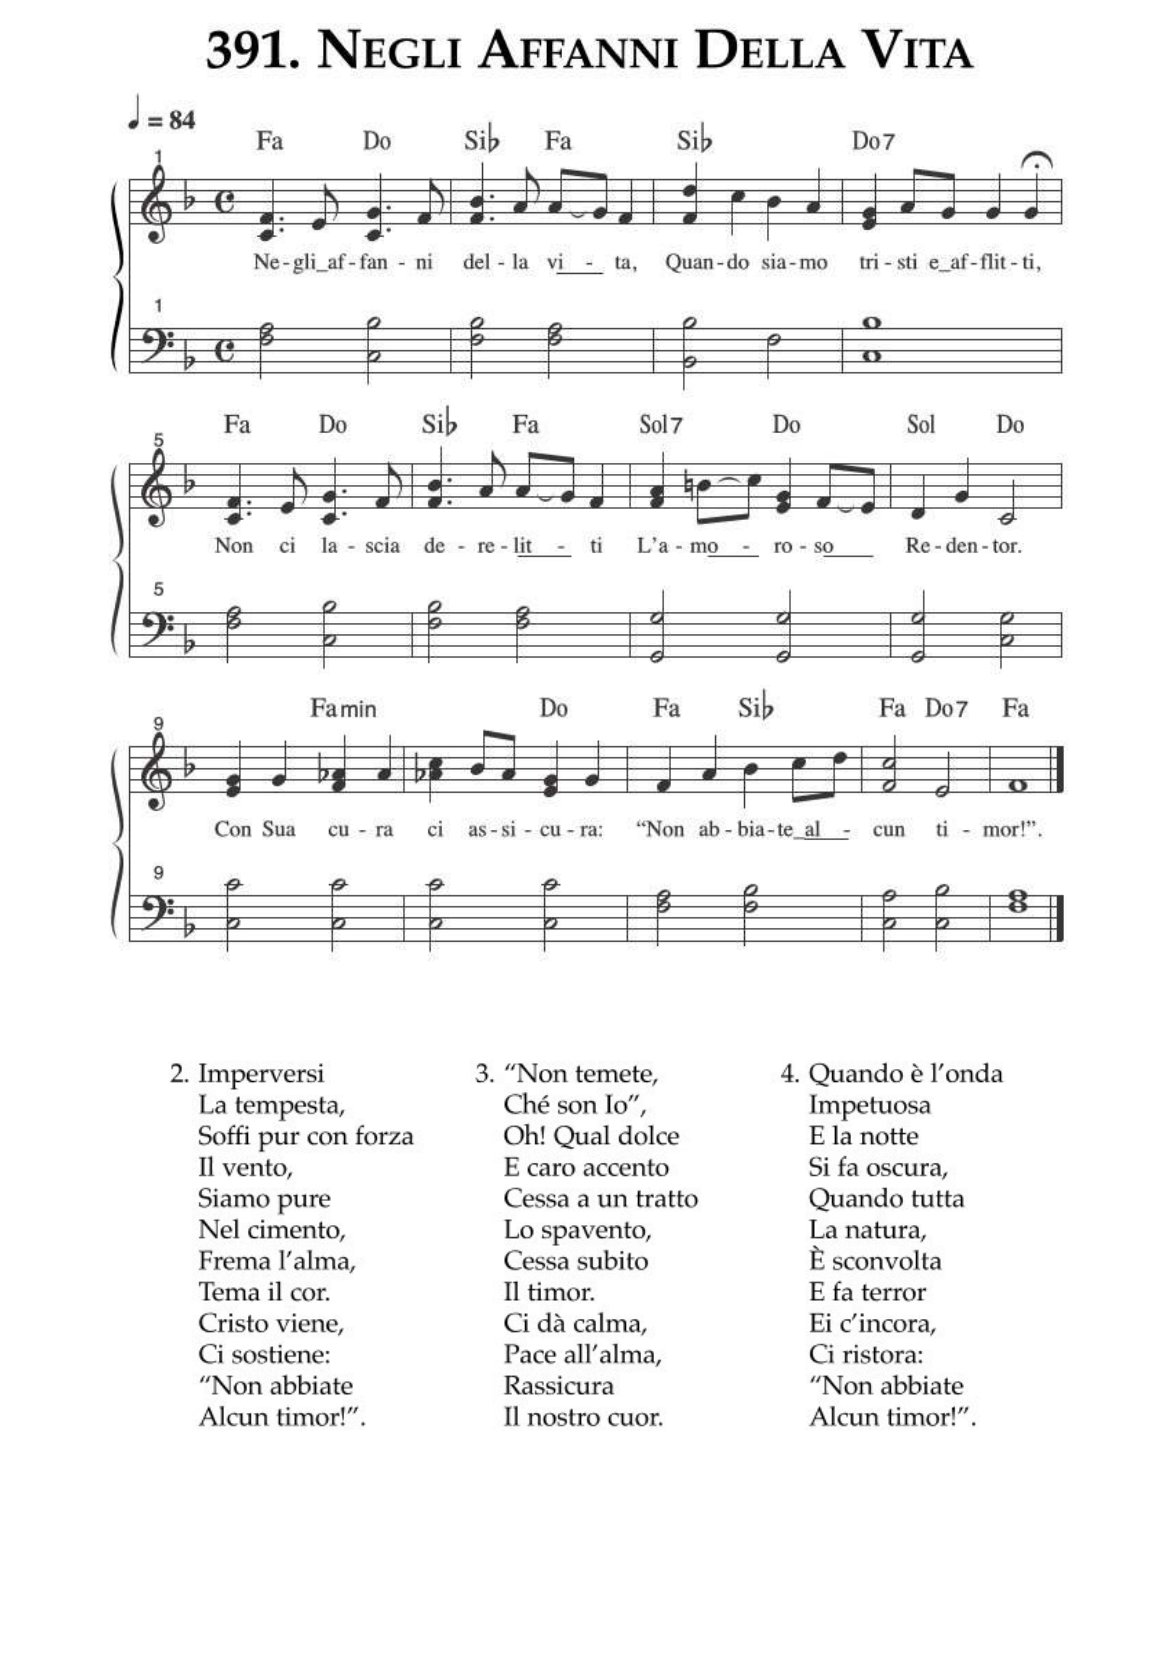 391. Negli Affanni Della Vita
♩ = 84
Fa Do Si♭ Fa Si♭ Do7
1
Ne-gli_af-fan - ni del - la vi - ta, Quan-do sia-mo tri-sti e_af-flit-ti,
1
Fa Do Si♭ Fa Sol7 Do Sol Do
5
Non ci la - scia de - re - lit - ti L'a - mo - ro - so Re-den-tor.
5
Famin Do Fa Si♭ Fa Do7 Fa
9
Con Sua cu - ra ci as-si-cu-ra: “Non ab-bia-te_al - cun ti - mor!”.
9
2. Imperversi
La tempesta,
Soffi pur con forza
Il vento,
Siamo pure
Nel cimento,
Frema l'alma,
Tema il cor.
Cristo viene,
Ci sostiene:
“Non abbiate
Alcun timor!”.
3. “Non temete,
Ché son Io”,
Oh! Qual dolce
E caro accento
Cessa a un tratto
Lo spavento,
Cessa subito
Il timor.
Ci dà calma,
Pace all'alma,
Rassicura
Il nostro cuor.
4. Quando è l'onda
Impetuosa
E la notte
Si fa oscura,
Quando tutta
La natura,
È sconvolta
E fa terror
Ei c'incora,
Ci ristora:
“Non abbiate
Alcun timor!”.